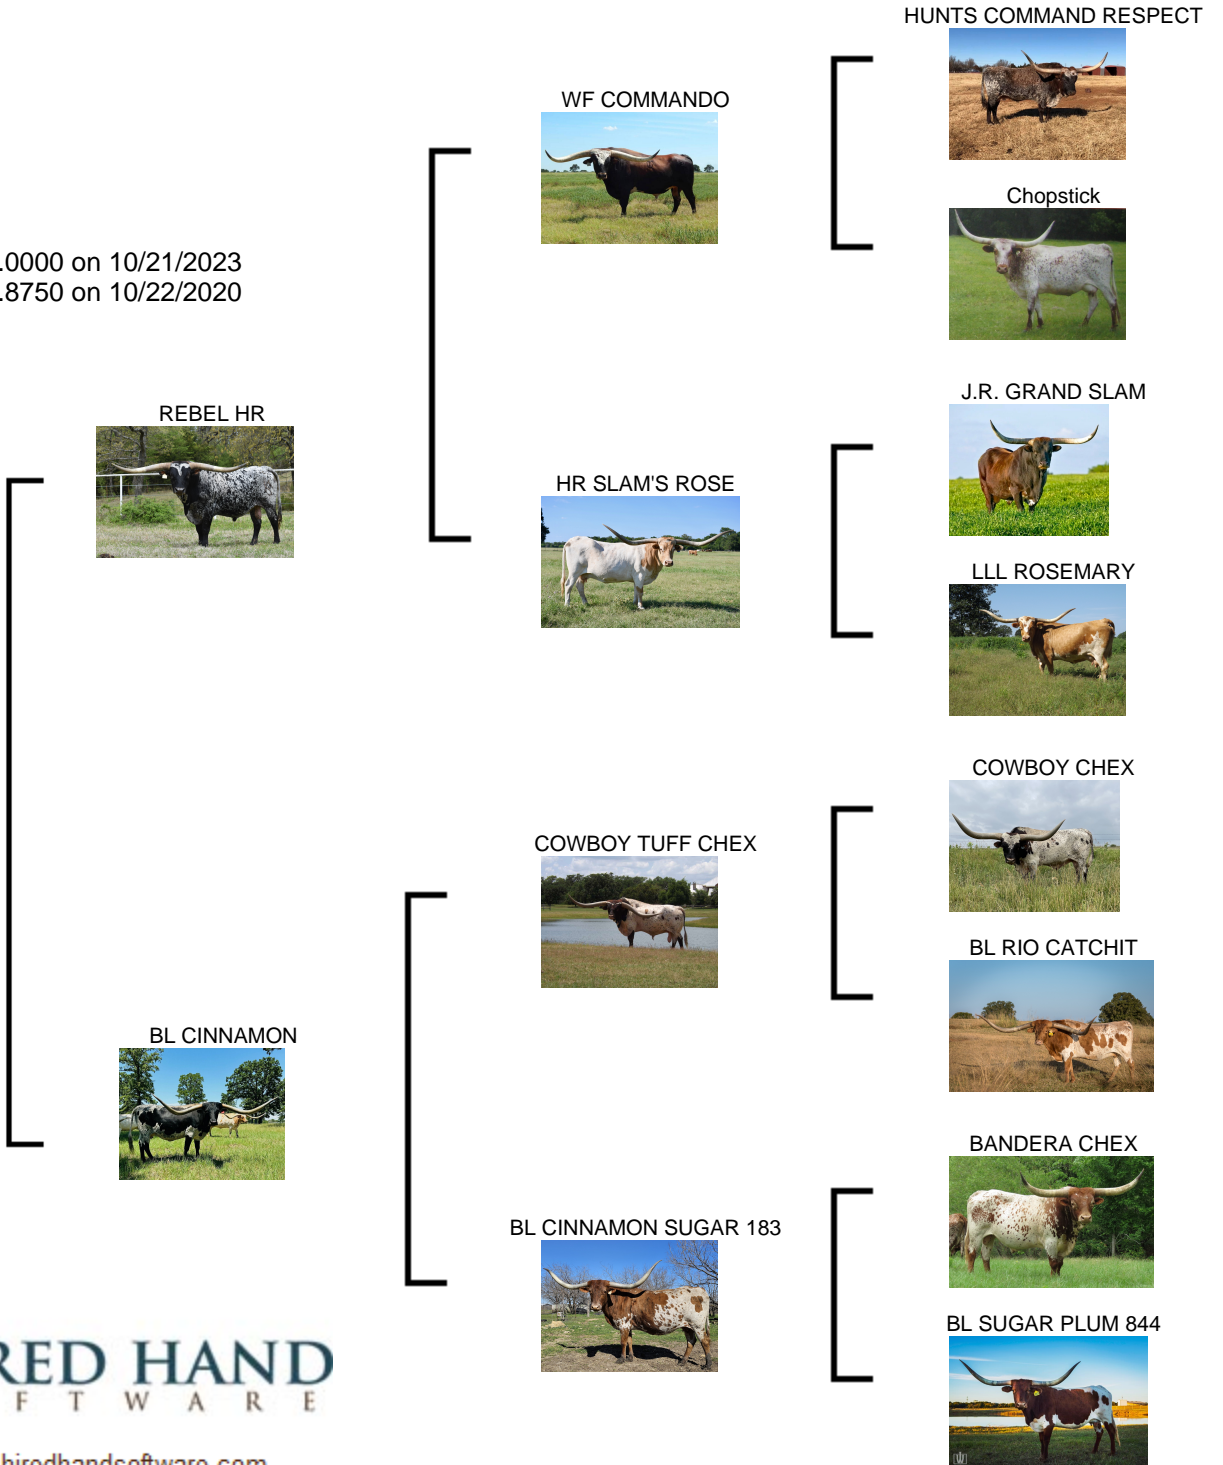 HUNTS COMMAND RESPECT
WF COMMANDO
Chopstick
.0000 on 10/21/2023
.8750 on 10/22/2020
J.R. GRAND SLAM
REBEL HR
HR SLAM'S ROSE
LLL ROSEMARY
COWBOY CHEX
COWBOY TUFF CHEX
BL RIO CATCHIT
BL CINNAMON
BANDERA CHEX
BL CINNAMON SUGAR 183
BL SUGAR PLUM 844
RED HAND
F T W A R E
hiredhandsoftware.com